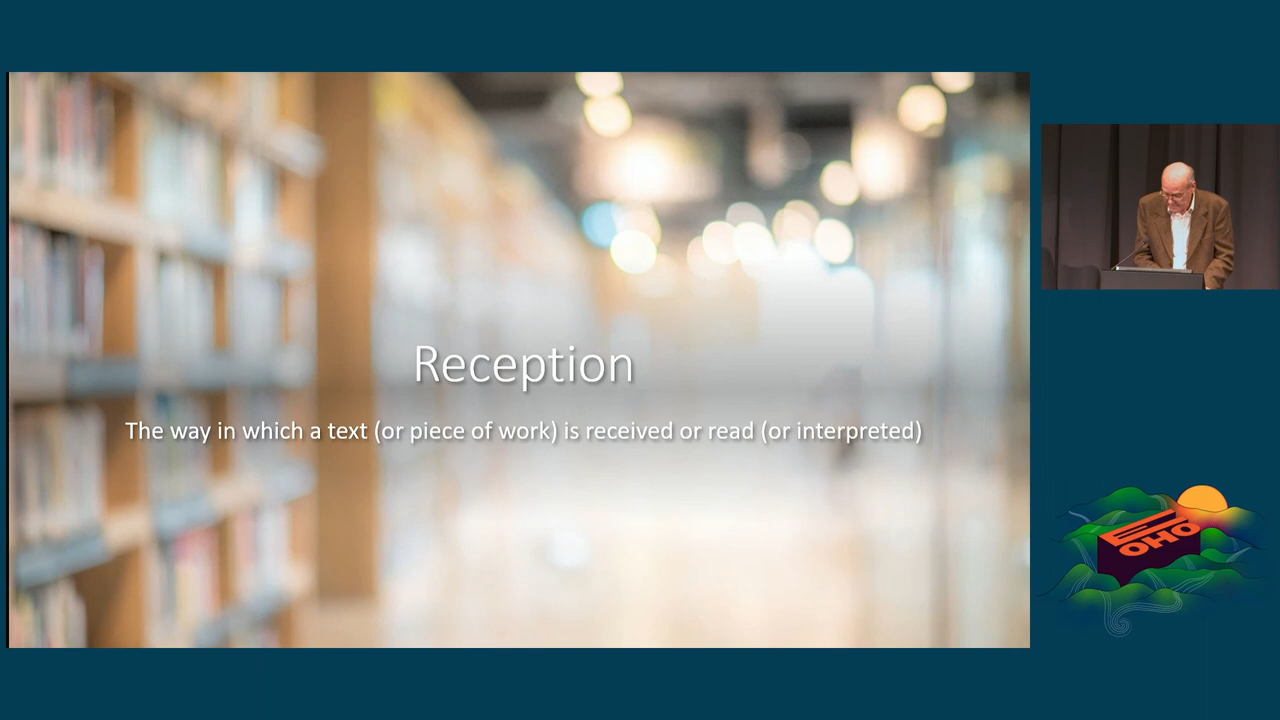 Reception
The way in which a text (or piece of work) is received or read (or interpreted)
OHO